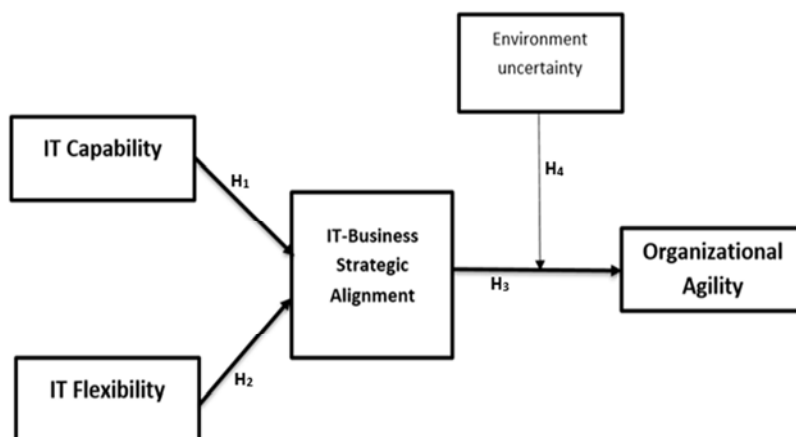 Environment
uncertainty
IT Capability
H₁
H₄
IT-Business
Strategic
Alignment
Organizational
Agility
H₃
IT Flexibility
H₂